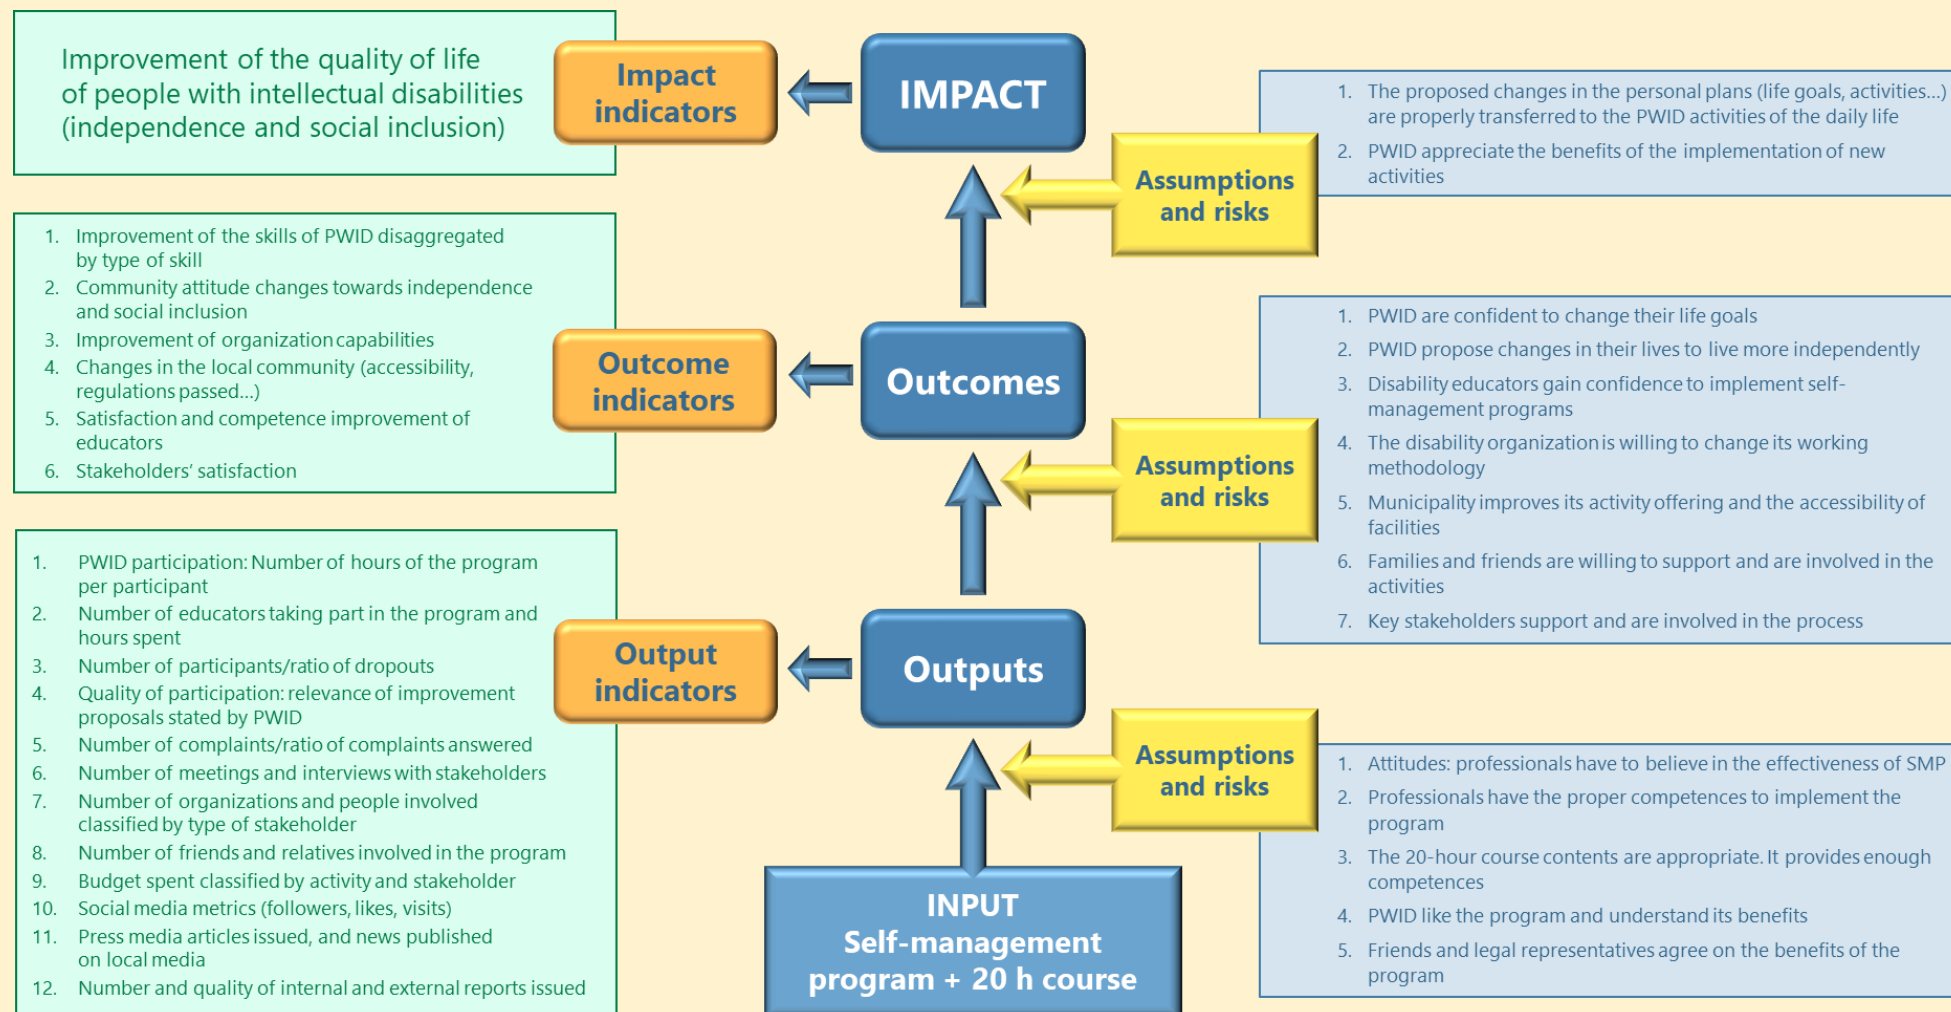 Improvement of the quality of life
of people with intellectual disabilities
(independence and social inclusion)
Impact
indicators
IMPACT
1. The proposed changes in the personal plans (life goals, activities...)
are properly transferred to the PWID activities of the daily life
2. PWID appreciate the benefits of the implementation of new
activities
Assumptions
and risks
1. Improvement of the skills of PWID disaggregated
by type of skill
2. Community attitude changes towards independence
and social inclusion
3. Improvement of organization capabilities
4. Changes in the local community (accessibility,
regulations passed...)
5. Satisfaction and competence improvement of
educators
6. Stakeholders' satisfaction
Outcome
indicators
Outcomes
Assumptions
and risks
1. PWID are confident to change their life goals
2. PWID propose changes in their lives to live more independently
3. Disability educators gain confidence to implement self-
management programs
4. The disability organization is willing to change its working
methodology
5. Municipality improves its activity offering and the accessibility of
facilities
6. Families and friends are willing to support and are involved in the
activities
7. Key stakeholders support and are involved in the process
1. PWID participation: Number of hours of the program
per participant
2. Number of educators taking part in the program and
hours spent
3. Number of participants/ratio of dropouts
4. Quality of participation: relevance of improvement
proposals stated by PWID
5. Number of complaints/ratio of complaints answered
6. Number of meetings and interviews with stakeholders
7. Number of organizations and people involved
classified by type of stakeholder
8. Number of friends and relatives involved in the program
9. Budget spent classified by activity and stakeholder
10. Social media metrics (followers, likes, visits)
11. Press media articles issued, and news published
on local media
12. Number and quality of internal and external reports issued
Output
indicators
Outputs
Assumptions
and risks
1. Attitudes: professionals have to believe in the effectiveness of SMP
2. Professionals have the proper competences to implement the
program
3. The 20-hour course contents are appropriate. It provides enough
competences
4. PWID like the program and understand its benefits
5. Friends and legal representatives agree on the benefits of the
program
INPUT
Self-management
program + 20 h course